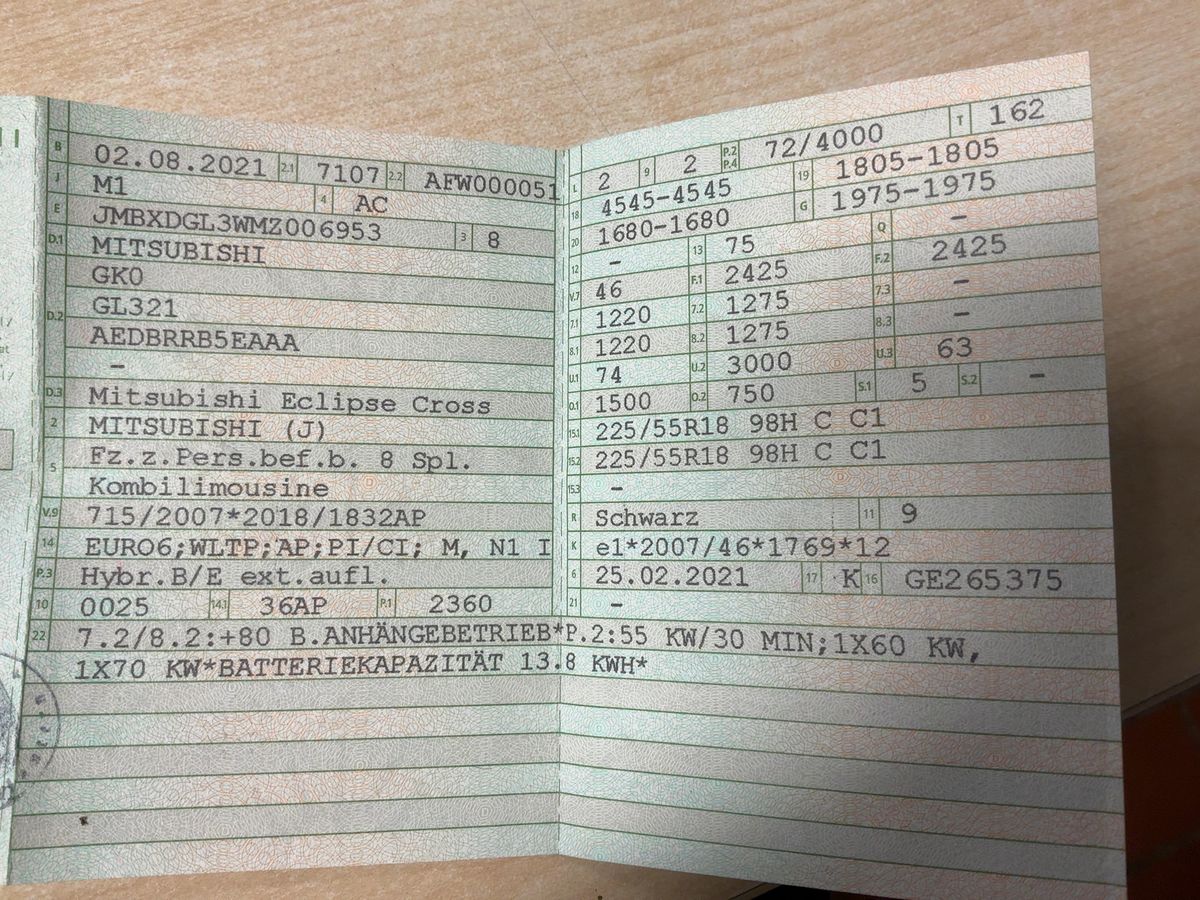 B 02.08.2021 2.1 7107 2.2 AFW000051
J M1 4 AC
E JMBXDGL3WMZ006953 3 8
D.1 MITSUBISHI
GK0
D.2 GL321
AEDBRRB5EAAA
–
D.3 Mitsubishi Eclipse Cross
2 MITSUBISHI (J)
5 Fz.z.Pers.bef.b. 8 Spl.
Kombilimousine
V.9 715/2007*2018/1832AP
14 EURO6;WLTP;AP;PI/CI; M, N1 I
P.3 Hybr.B/E ext.aufl.
10 0025 14.1 36AP P.1 2360
L 2 9 2 P.2 P.4 72/4000 T 162
18 4545-4545 19 1805-1805
20 1680-1680 G 1975-1975
12 – 13 75 Q –
V.7 46 F.1 2425 F.2 2425
7.1 1220 7.2 1275 7.3 –
8.1 1220 8.2 1275 8.3 –
U.1 74 U.2 3000 U.3 63
O.1 1500 O.2 750 S.1 5 S.2 –
15.1 225/55R18 98H C C1
15.2 225/55R18 98H C C1
15.3 –
R Schwarz 11 9
K e1*2007/46*1769*12
6 25.02.2021 17 K 16 GE265375
21 –
22 7.2/8.2:+80 B.ANHÄNGEBETRIEB*P.2:55 KW/30 MIN;1X60 KW,
1X70 KW*BATTERIEKAPAZITÄT 13.8 KWH*